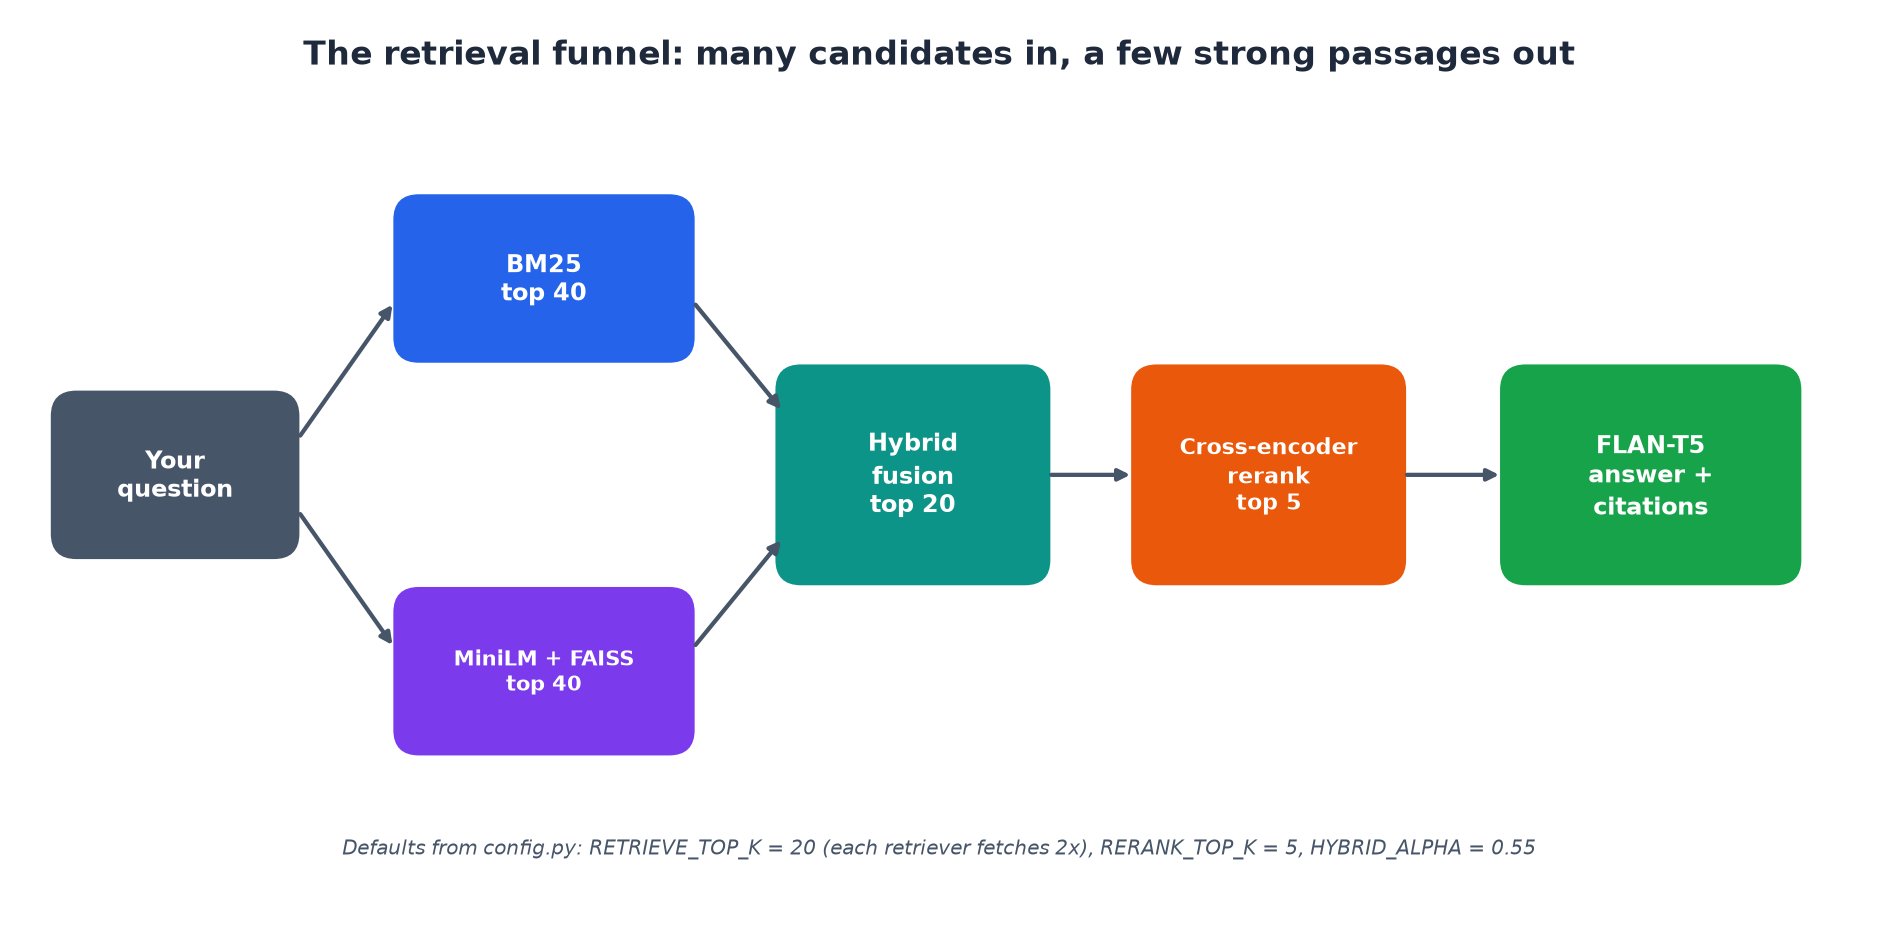 The retrieval funnel: many candidates in, a few strong passages out
Your
question
BM25
top 40
MiniLM + FAISS
top 40
Hybrid
fusion
top 20
Cross-encoder
rerank
top 5
FLAN-T5
answer +
citations
Defaults from config.py: RETRIEVE_TOP_K = 20 (each retriever fetches 2x), RERANK_TOP_K = 5, HYBRID_ALPHA = 0.55